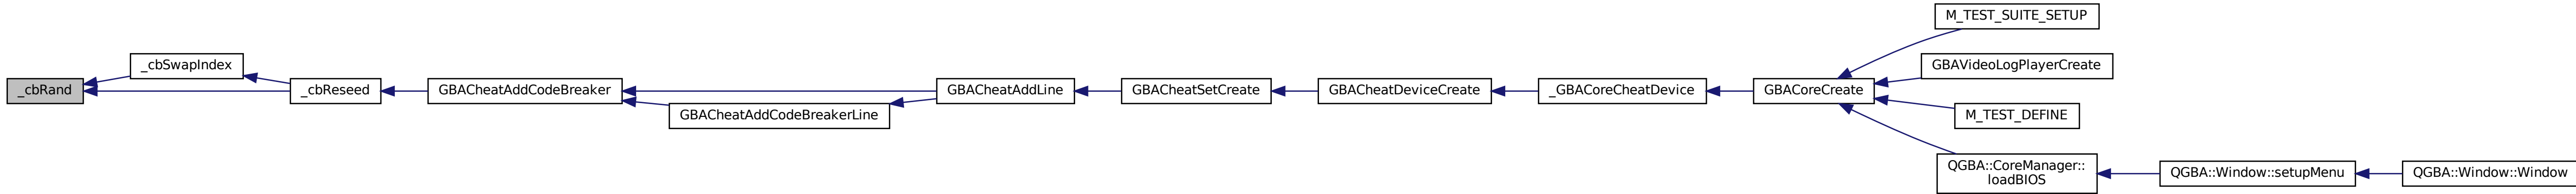 _cbRand
_cbSwapIndex
_cbReseed
GBACheatAddCodeBreaker
GBACheatAddCodeBreakerLine
GBACheatAddLine
GBACheatSetCreate
GBACheatDeviceCreate
_GBACoreCheatDevice
GBACoreCreate
M_TEST_SUITE_SETUP
GBAVideoLogPlayerCreate
M_TEST_DEFINE
QGBA::CoreManager::
loadBIOS
QGBA::Window::setupMenu
QGBA::Window::Window